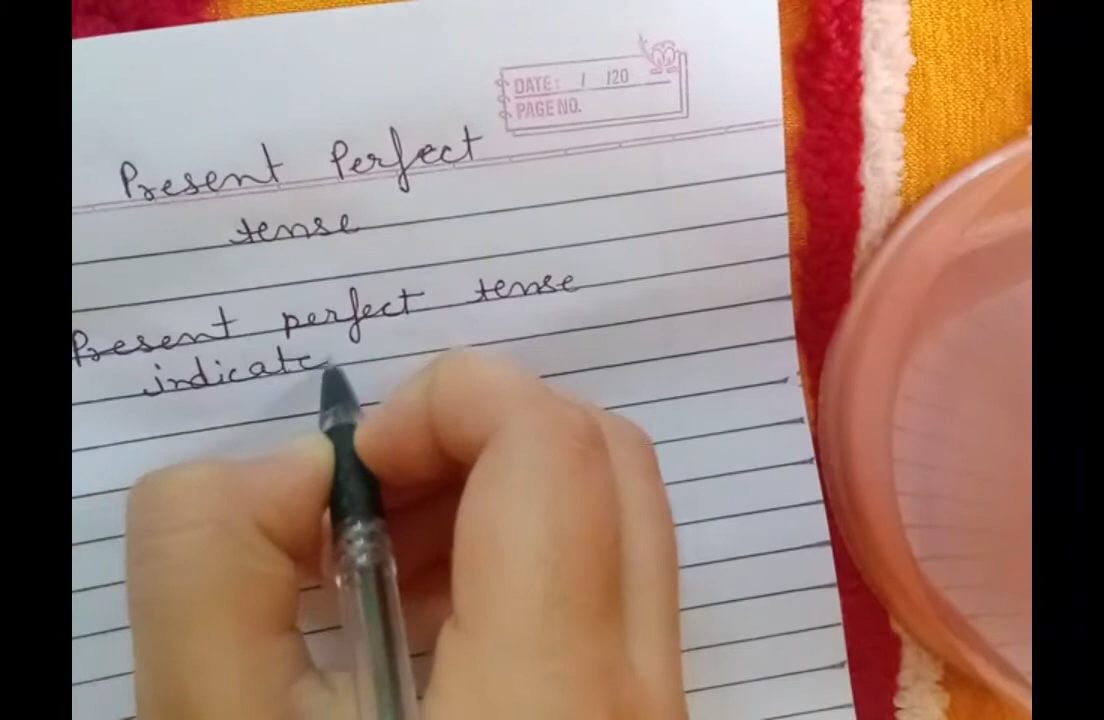 DATE: / /20
PAGE NO.
Present Perfect
tense
Present perfect tense
indicate